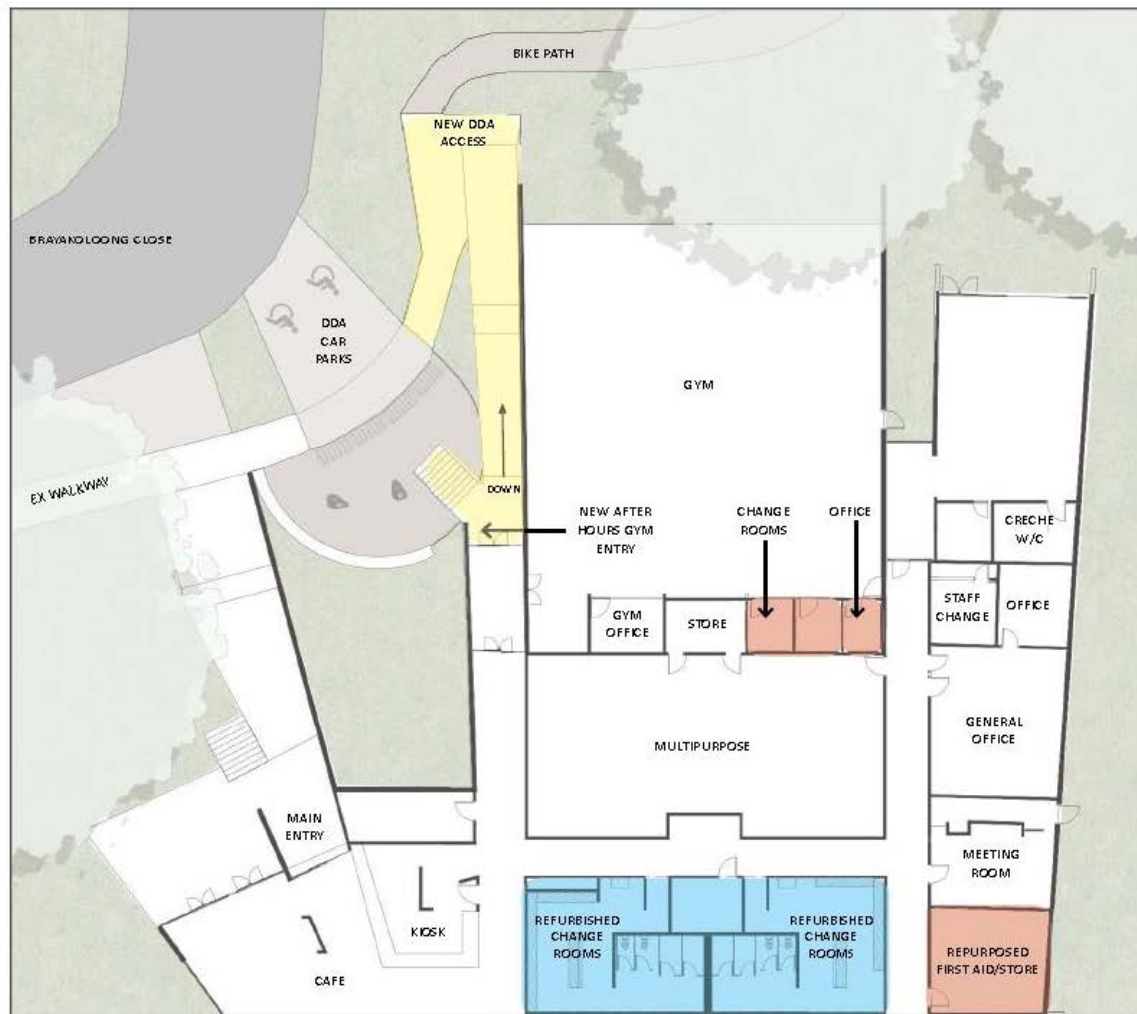 BIKE PATH
NEW DDA
ACCESS
BRAYAKOLOONG CLOSE
DDA
CAR
PARKS
GYM
EX WALKWAY
DOWN
NEW AFTER
HOURS GYM
ENTRY
CHANGE
ROOMS
OFFICE
CRECHE
W/C
STAFF
CHANGE
OFFICE
GYM
OFFICE
STORE
GENERAL
OFFICE
MULTIPURPOSE
MAIN
ENTRY
MEETING
ROOM
KIOSK
REFURBISHED
CHANGE
ROOMS
REFURBISHED
CHANGE
ROOMS
REPURPOSED
FIRST AID/STORE
CAFE